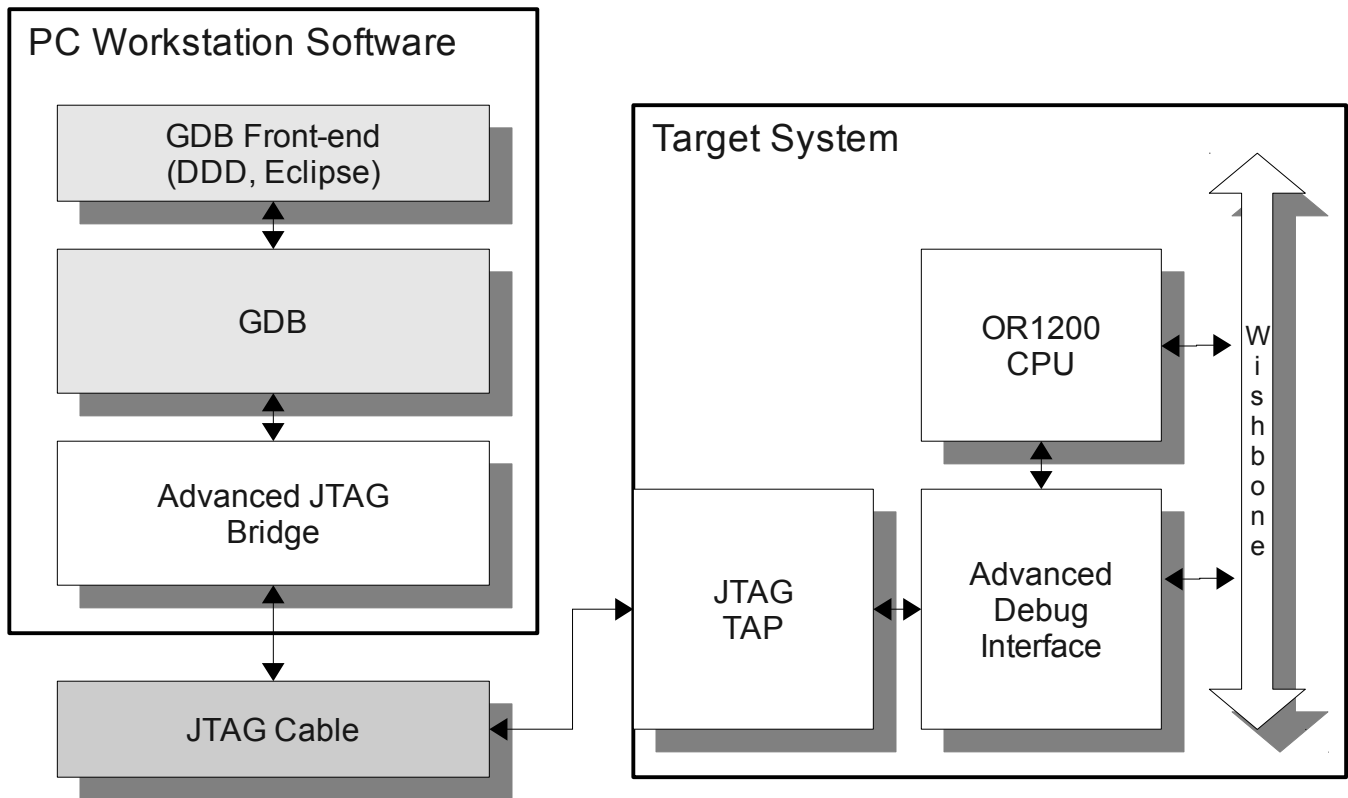 PC Workstation Software
GDB Front-end
(DDD, Eclipse)
GDB
Advanced JTAG
Bridge
JTAG Cable
Target System
OR1200
CPU
JTAG
TAP
Advanced
Debug
Interface
Wishbone